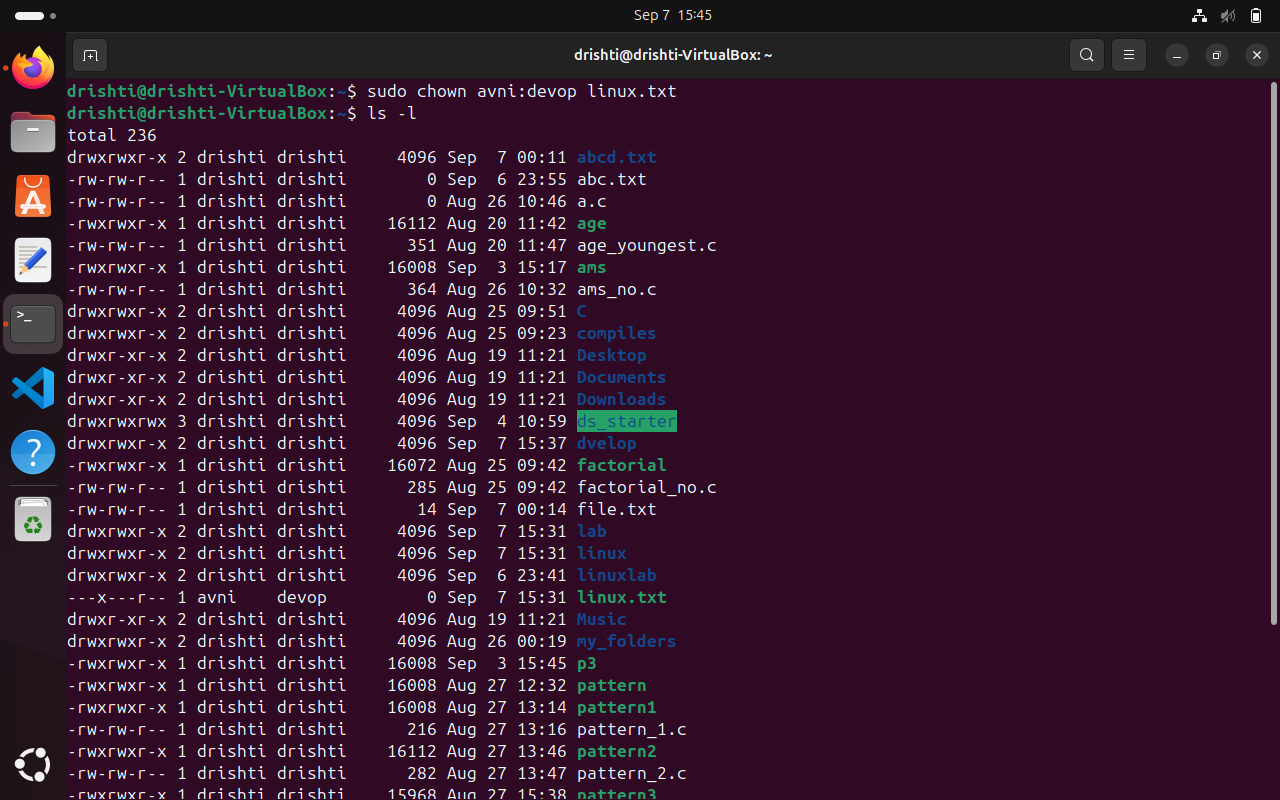 Sep 7 15:45
drishti@drishti-VirtualBox: ~
drishti@drishti-VirtualBox:~$ sudo chown avni:devop linux.txt
drishti@drishti-VirtualBox:~$ ls -l
total 236
drwxrwxr-x 2 drishti drishti     4096 Sep  7 00:11 abcd.txt
-rw-rw-r-- 1 drishti drishti        0 Sep  6 23:55 abc.txt
-rw-rw-r-- 1 drishti drishti        0 Aug 26 10:46 a.c
-rwxrwxr-x 1 drishti drishti    16112 Aug 20 11:42 age
-rw-rw-r-- 1 drishti drishti      351 Aug 20 11:47 age_youngest.c
-rwxrwxr-x 1 drishti drishti    16008 Sep  3 15:17 ams
-rw-rw-r-- 1 drishti drishti      364 Aug 26 10:32 ams_no.c
drwxrwxr-x 2 drishti drishti     4096 Aug 25 09:51 C
drwxrwxr-x 2 drishti drishti     4096 Aug 25 09:23 compiles
drwxr-xr-x 2 drishti drishti     4096 Aug 19 11:21 Desktop
drwxr-xr-x 2 drishti drishti     4096 Aug 19 11:21 Documents
drwxr-xr-x 2 drishti drishti     4096 Aug 19 11:21 Downloads
drwxrwxrwx 3 drishti drishti     4096 Sep  4 10:59 ds_starter
drwxrwxr-x 2 drishti drishti     4096 Sep  7 15:37 dvelop
-rwxrwxr-x 1 drishti drishti    16072 Aug 25 09:42 factorial
-rw-rw-r-- 1 drishti drishti      285 Aug 25 09:42 factorial_no.c
-rw-rw-r-- 1 drishti drishti       14 Sep  7 00:14 file.txt
drwxrwxr-x 2 drishti drishti     4096 Sep  7 15:31 lab
drwxrwxr-x 2 drishti drishti     4096 Sep  7 15:31 linux
drwxrwxr-x 2 drishti drishti     4096 Sep  6 23:41 linuxlab
---x---r-- 1 avni    devop          0 Sep  7 15:31 linux.txt
drwxr-xr-x 2 drishti drishti     4096 Aug 19 11:21 Music
drwxrwxr-x 2 drishti drishti     4096 Aug 26 00:19 my_folders
-rwxrwxr-x 1 drishti drishti    16008 Sep  3 15:45 p3
-rwxrwxr-x 1 drishti drishti    16008 Aug 27 12:32 pattern
-rwxrwxr-x 1 drishti drishti    16008 Aug 27 13:14 pattern1
-rw-rw-r-- 1 drishti drishti      216 Aug 27 13:16 pattern_1.c
-rwxrwxr-x 1 drishti drishti    16112 Aug 27 13:46 pattern2
-rw-rw-r-- 1 drishti drishti      282 Aug 27 13:47 pattern_2.c
-rwxrwxr-x 1 drishti drishti    15968 Aug 27 15:38 pattern3